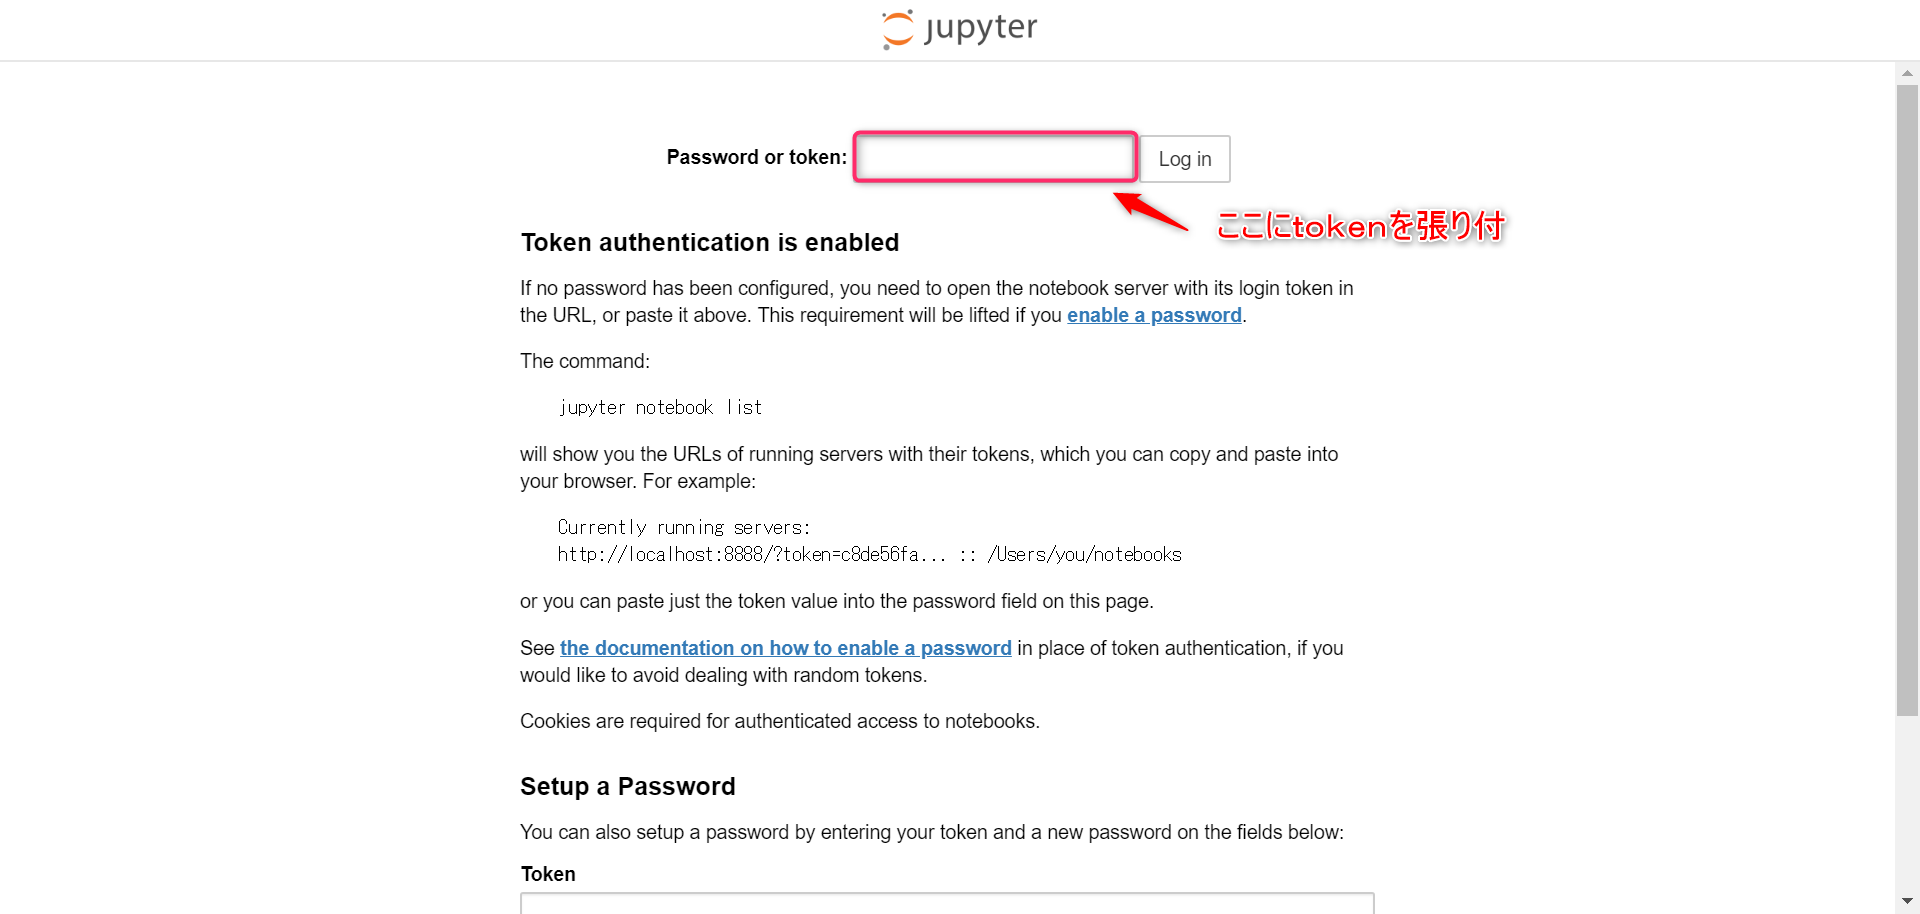 jupyter
Password or token:
Log in
ここにtokenを張り付
Token authentication is enabled
If no password has been configured, you need to open the notebook server with its login token in
the URL, or paste it above. This requirement will be lifted if you enable a password.
The command:
jupyter notebook list
will show you the URLs of running servers with their tokens, which you can copy and paste into
your browser. For example:
Currently running servers:
http://localhost:8888/?token=c8de56fa... :: /Users/you/notebooks
or you can paste just the token value into the password field on this page.
See the documentation on how to enable a password in place of token authentication, if you
would like to avoid dealing with random tokens.
Cookies are required for authenticated access to notebooks.
Setup a Password
You can also setup a password by entering your token and a new password on the fields below:
Token